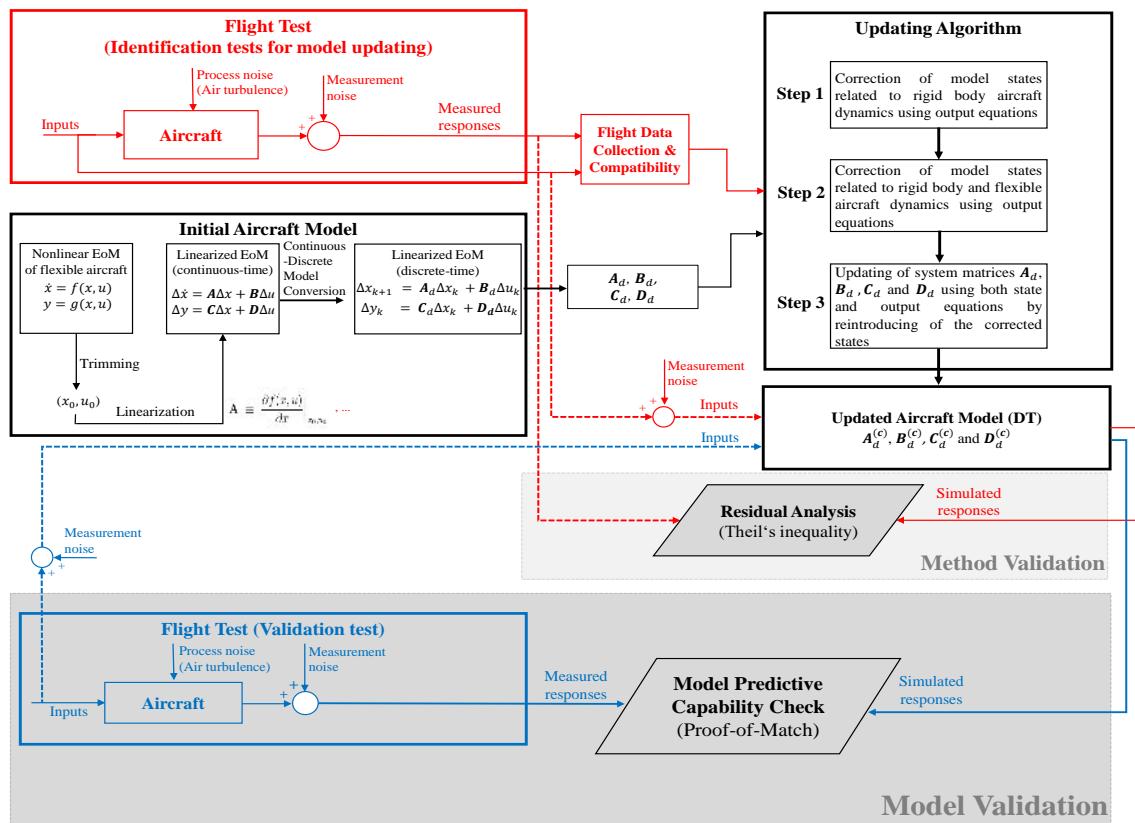 Flight Test
(Identification tests for model updating)
Process noise
(Air turbulence)
Measurement
noise
Inputs
Aircraft
+
+
Measured
responses
Flight Data
Collection &
Compatibility
Updating Algorithm
Step 1
Correction of model states
related to rigid body aircraft
dynamics using output equations
Step 2
Correction of model states
related to rigid body and flexible
aircraft dynamics using output
equations
Step 3
Updating of system matrices A_d,
B_d, C_d and D_d using both state
and output equations by
reintroducing of the corrected
states
Initial Aircraft Model
Nonlinear EoM
of flexible aircraft
ẋ = f(x, u)
y = g(x, u)
Trimming
(x₀, u₀)
Linearization
Linearized EoM
(continuous-time)
Δẋ = AΔx + BΔu
Δy = CΔx + DΔu
Continuous
-Discrete
Model
Conversion
Linearized EoM
(discrete-time)
Δx_{k+1} = A_dΔx_k + B_dΔu_k
Δy_k = C_dΔx_k + D_dΔu_k
A ≡ ∂f(x, u)/dx |_{x₀,u₀} , ...
A_d, B_d,
C_d, D_d
Measurement
noise
+
+
Inputs
Inputs
Updated Aircraft Model (DT)
A_d^(c), B_d^(c), C_d^(c) and D_d^(c)
Residual Analysis
(Theil's inequality)
Simulated
responses
Method Validation
Measurement
noise
+
+
Flight Test (Validation test)
Process noise
(Air turbulence)
Measurement
noise
Inputs
Aircraft
+
+
Measured
responses
Model Predictive
Capability Check
(Proof-of-Match)
Simulated
responses
Model Validation